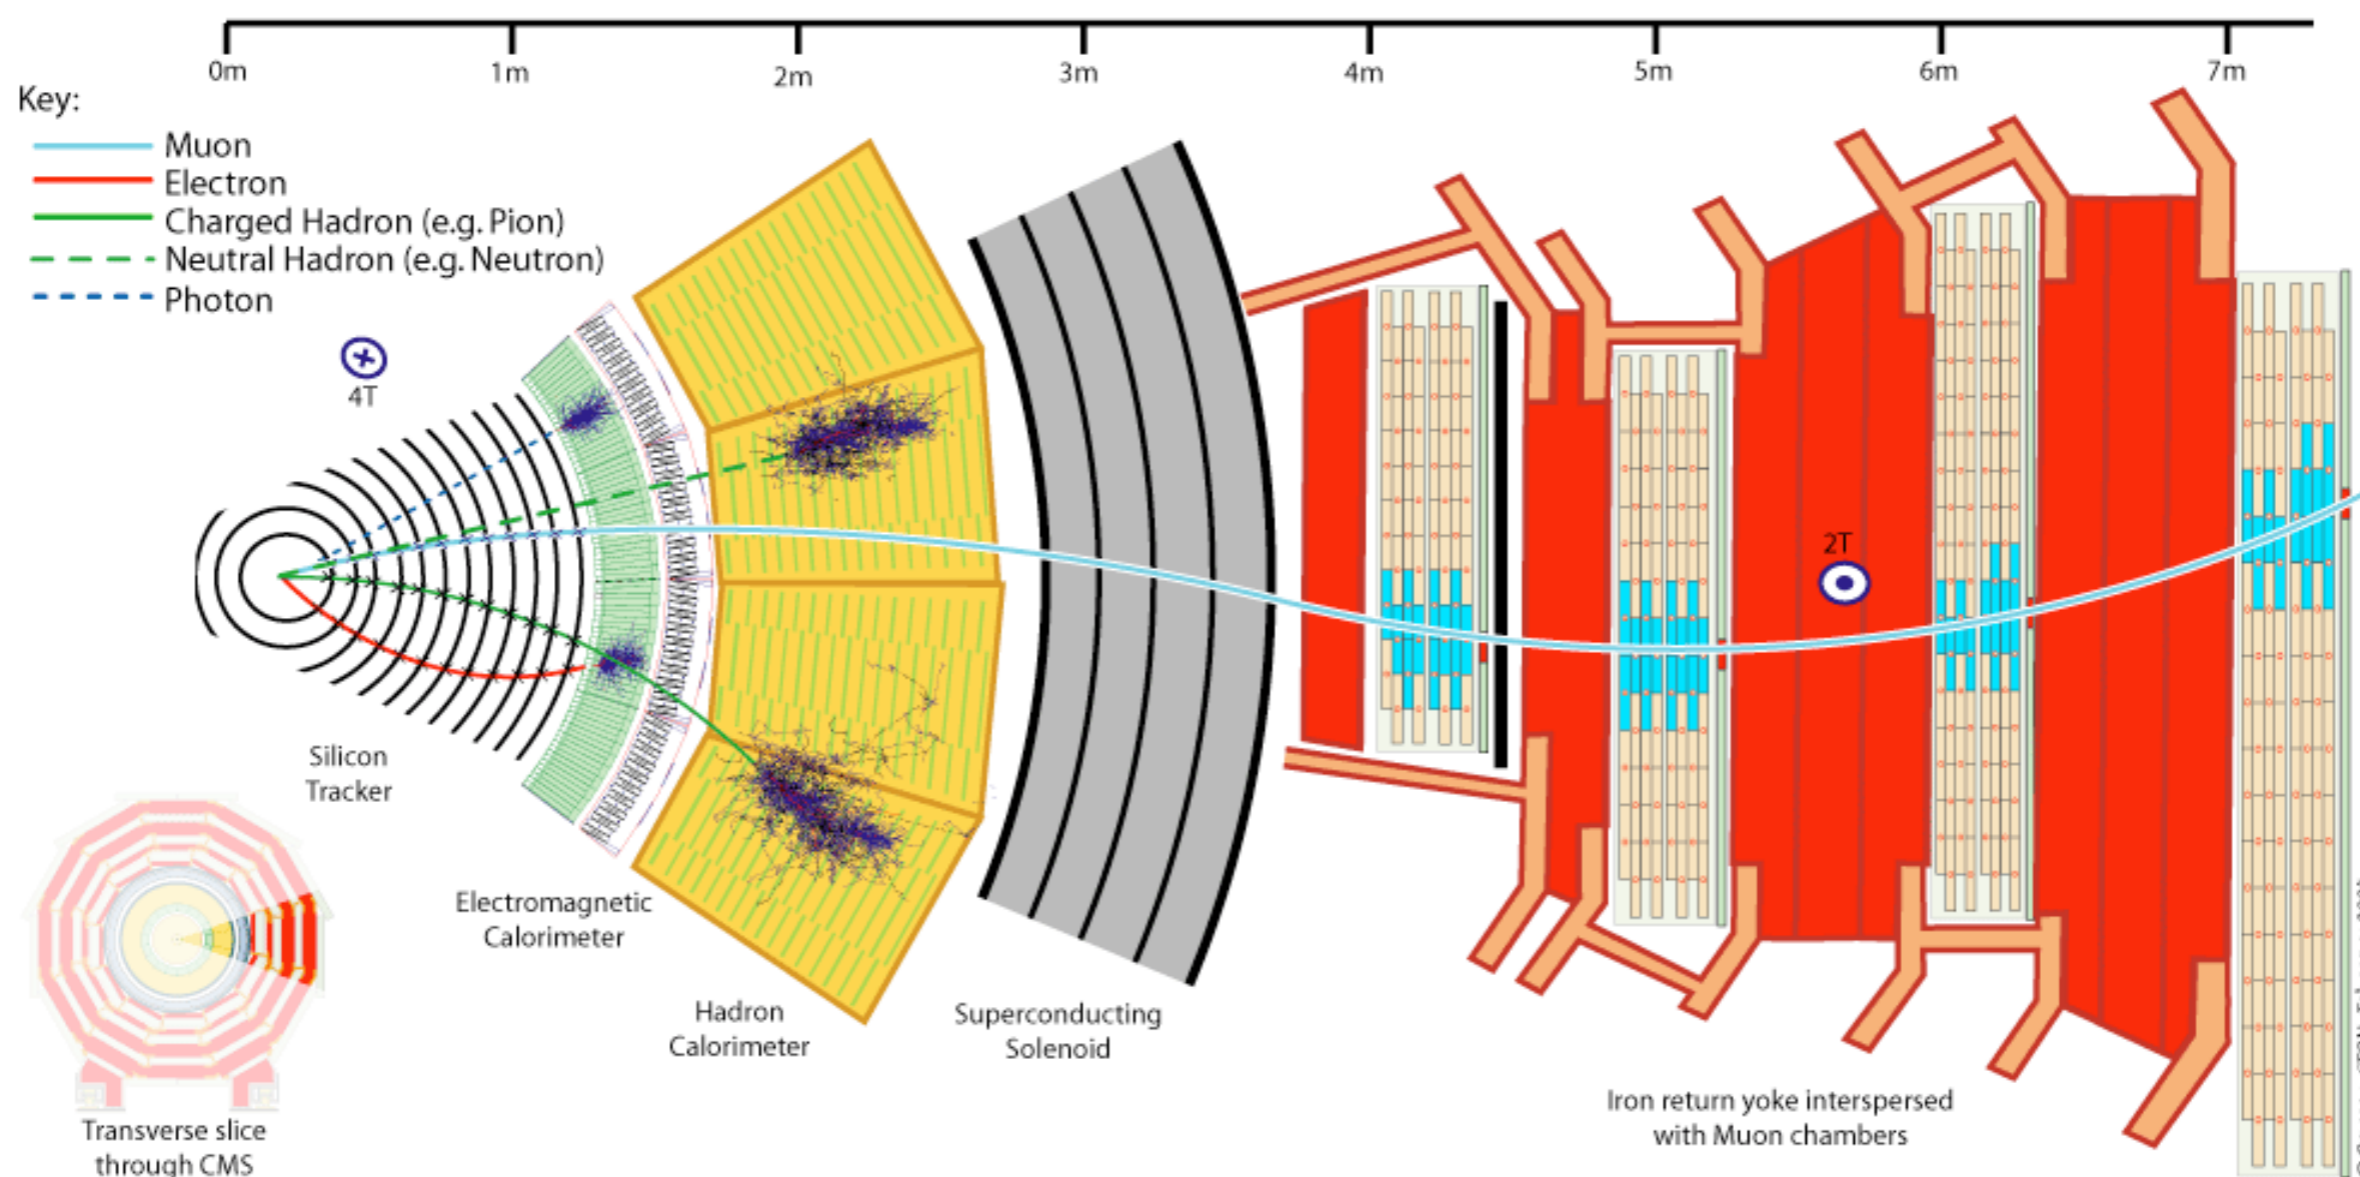 0m
1m
2m
3m
4m
5m
6m
7m
Key:
Muon
Electron
Charged Hadron (e.g. Pion)
Neutral Hadron (e.g. Neutron)
Photon
4T
2T
Silicon
Tracker
Electromagnetic
Calorimeter
Hadron
Calorimeter
Superconducting
Solenoid
Iron return yoke interspersed
with Muon chambers
Transverse slice
through CMS